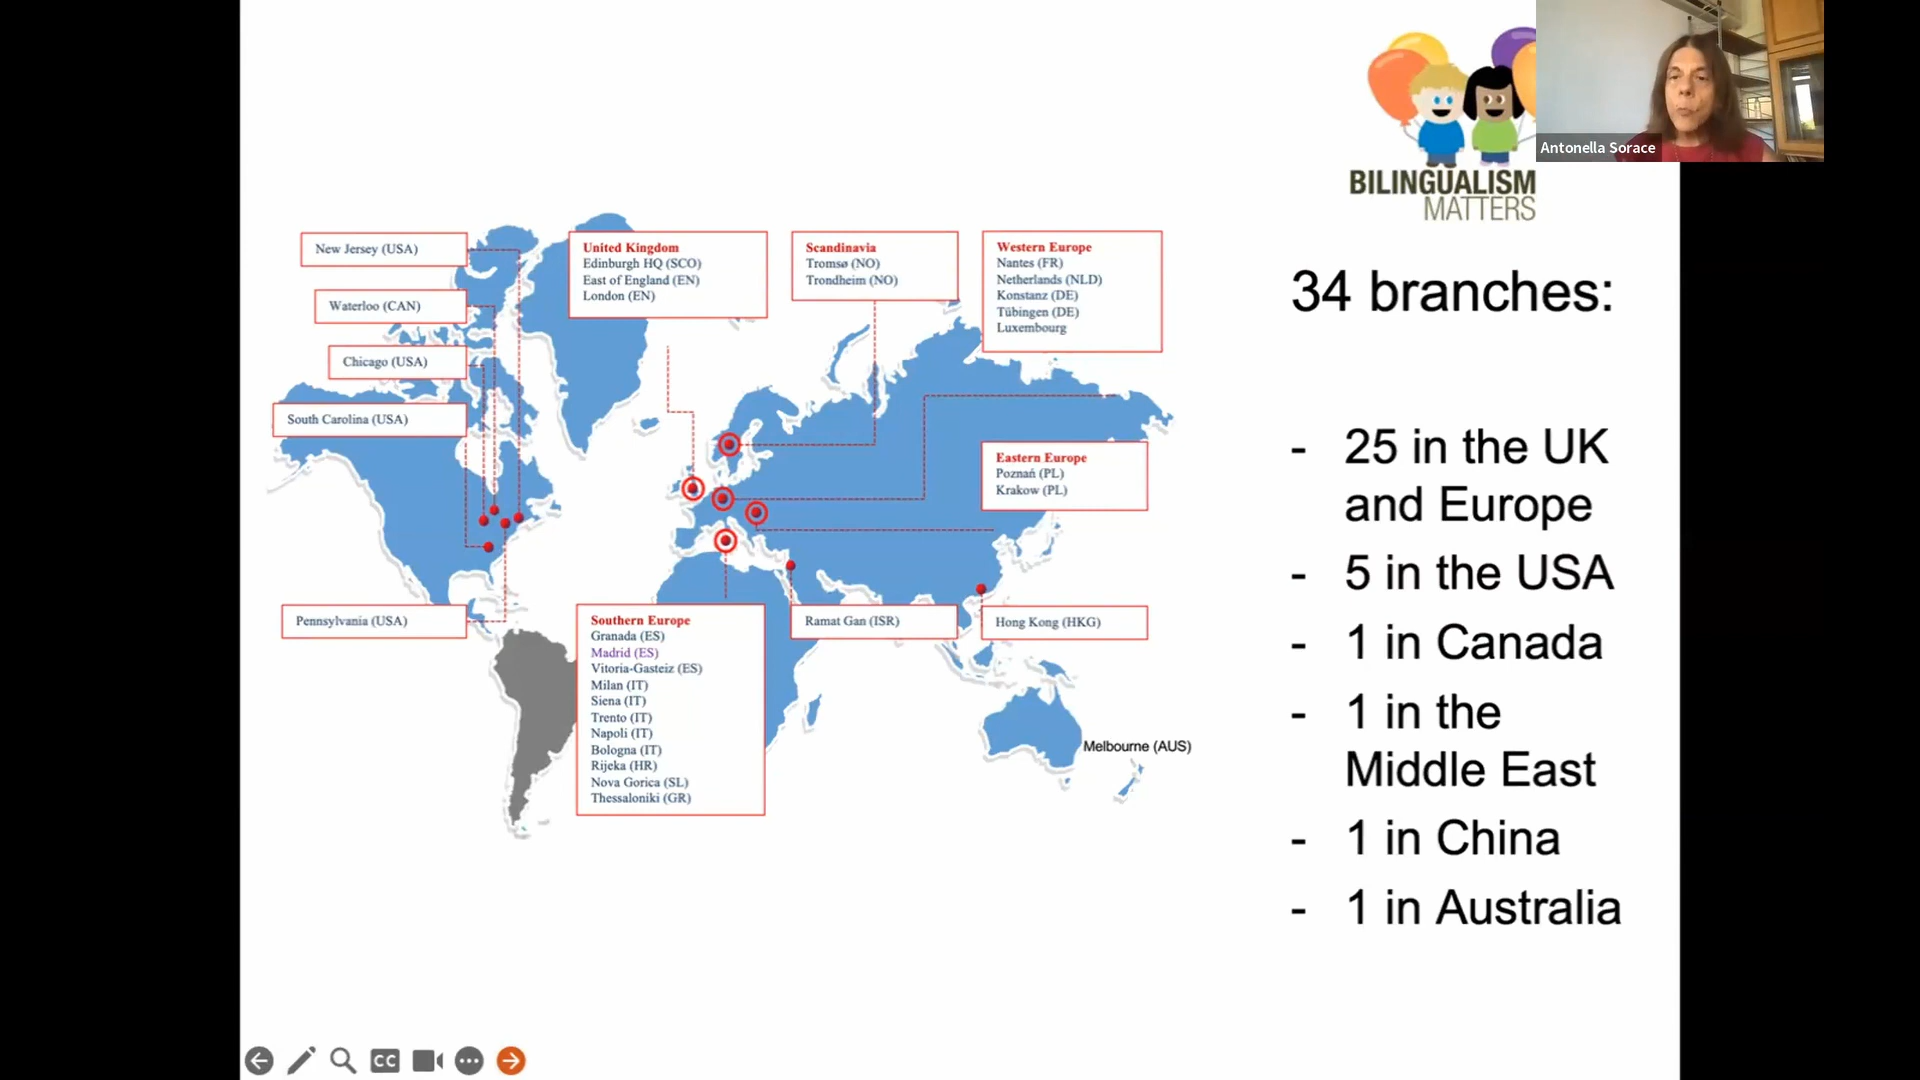 Antonella Sorace
BILINGUALISM
MATTERS
New Jersey (USA)
Waterloo (CAN)
Chicago (USA)
South Carolina (USA)
Pennsylvania (USA)
United Kingdom
Edinburgh HQ (SCO)
East of England (EN)
London (EN)
Scandinavia
Tromsø (NO)
Trondheim (NO)
Western Europe
Nantes (FR)
Netherlands (NLD)
Konstanz (DE)
Tübingen (DE)
Luxembourg
Eastern Europe
Poznań (PL)
Krakow (PL)
Southern Europe
Granada (ES)
Madrid (ES)
Vitoria-Gasteiz (ES)
Milan (IT)
Siena (IT)
Trento (IT)
Napoli (IT)
Bologna (IT)
Rijeka (HR)
Nova Gorica (SL)
Thessaloniki (GR)
Ramat Gan (ISR)
Hong Kong (HKG)
Melbourne (AUS)
34 branches:
- 25 in the UK
and Europe
- 5 in the USA
- 1 in Canada
- 1 in the
Middle East
- 1 in China
- 1 in Australia
CC